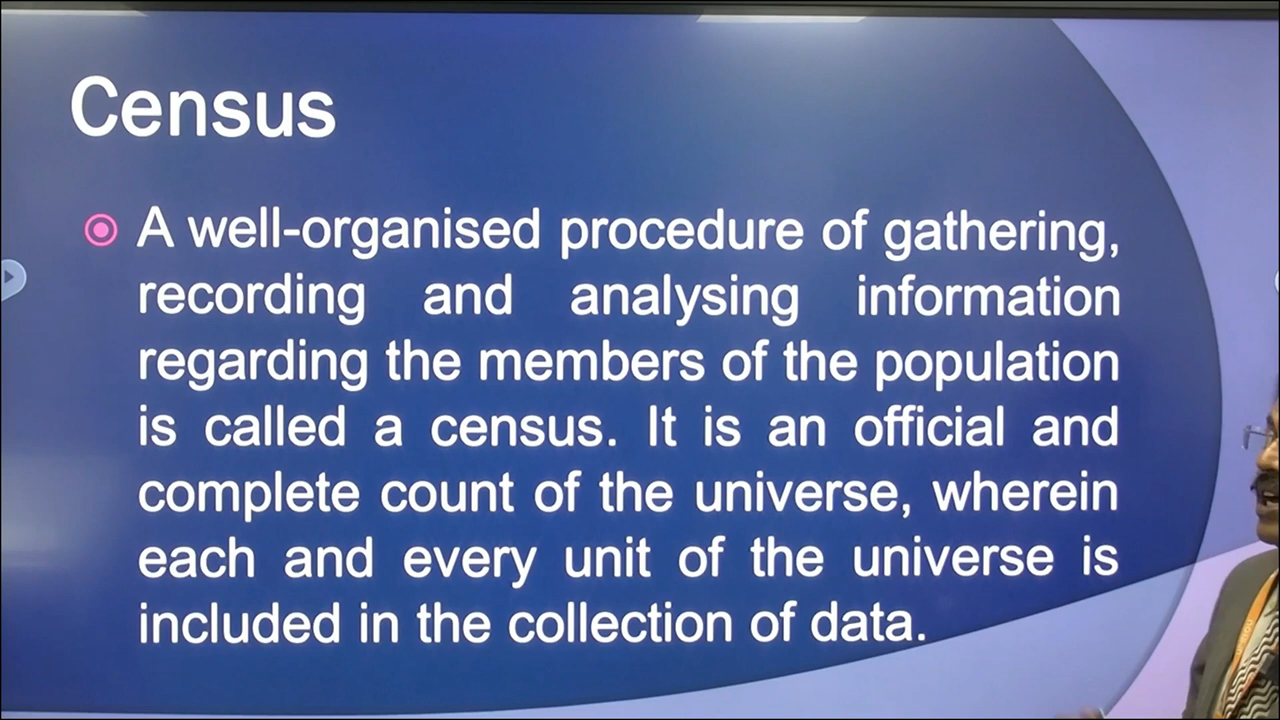 Census
A well-organised procedure of gathering,
recording and analysing information
regarding the members of the population
is called a census. It is an official and
complete count of the universe, wherein
each and every unit of the universe is
included in the collection of data.